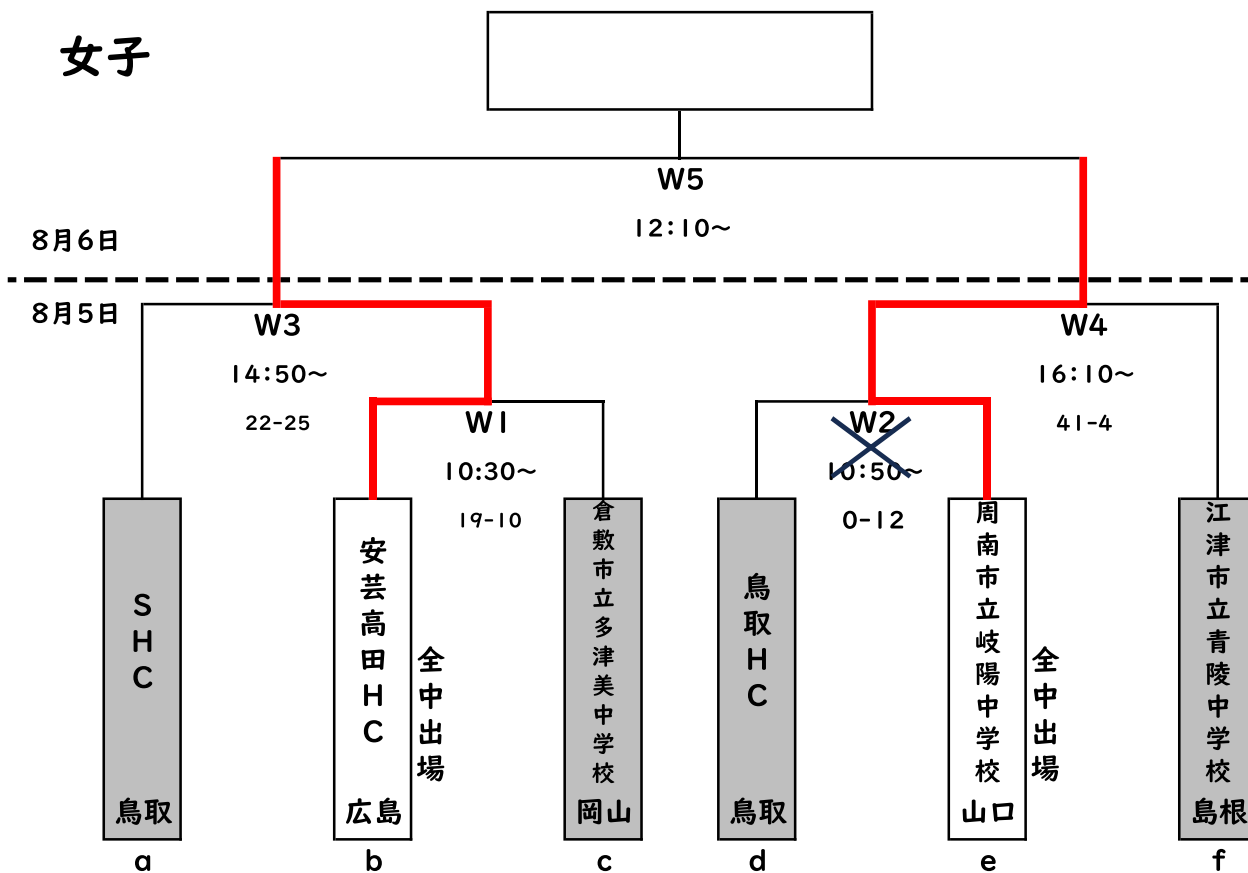 女子
W5
12:10～
8月6日
8月5日
W3
14:50～
22-25
W4
16:10～
41-4
W1
10:30～
19-10
W2
10:50～
0-12
SHC
鳥取
a
安芸高田HC
広島
全中出場
b
倉敷市立多津美中学校
岡山
c
鳥取HC
鳥取
d
周南市立岐陽中学校
山口
全中出場
e
江津市立青陵中学校
島根
f